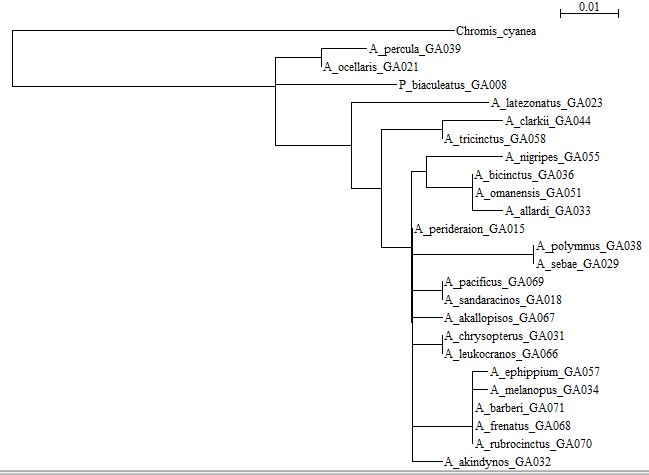 0.01
Chromis_cyanea
A_percula_GA039
A_ocellaris_GA021
P_biaculeatus_GA008
A_latezonatus_GA023
A_clarkii_GA044
A_tricinctus_GA058
A_nigripes_GA055
A_bicinctus_GA036
A_omanensis_GA051
A_allardi_GA033
A_perideraion_GA015
A_polymnus_GA038
A_sebae_GA029
A_pacificus_GA069
A_sandaracinos_GA018
A_akallopisos_GA067
A_chrysopterus_GA031
A_leukocranos_GA066
A_ephippium_GA057
A_melanopus_GA034
A_barberi_GA071
A_frenatus_GA068
A_rubrocinctus_GA070
A_akindynos_GA032